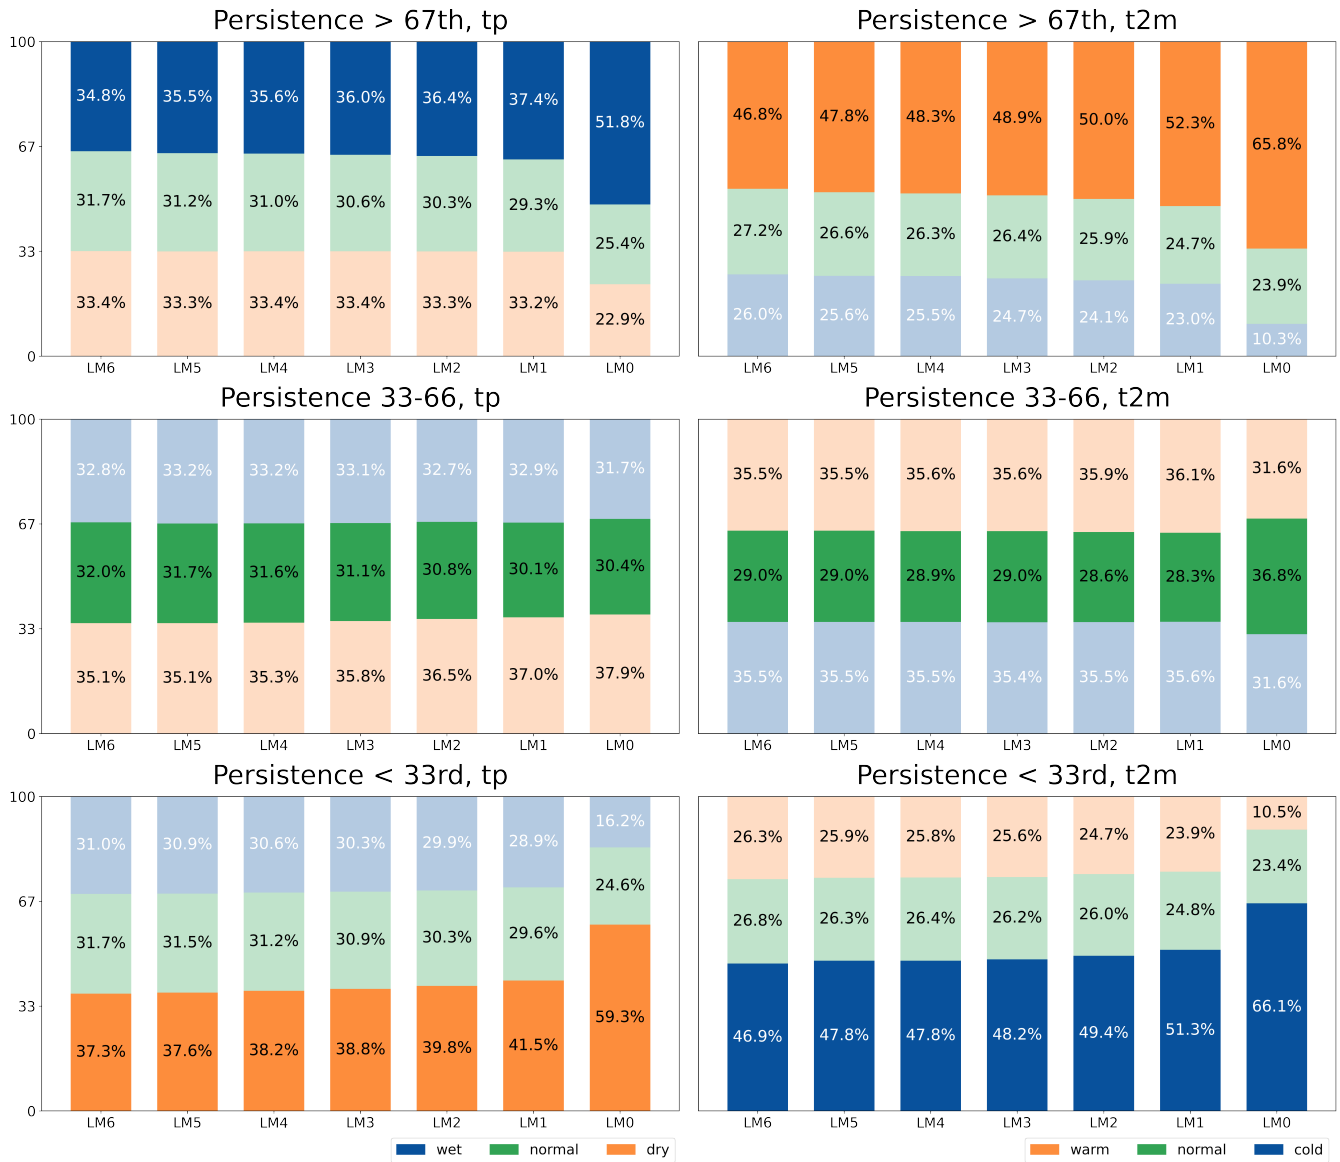 Persistence > 67th, tp
100
67
33
0
34.8% 35.5% 35.6% 36.0% 36.4% 37.4% 51.8%
31.7% 31.2% 31.0% 30.6% 30.3% 29.3% 25.4%
33.4% 33.3% 33.4% 33.4% 33.3% 33.2% 22.9%
LM6 LM5 LM4 LM3 LM2 LM1 LM0
Persistence > 67th, t2m
46.8% 47.8% 48.3% 48.9% 50.0% 52.3% 65.8%
27.2% 26.6% 26.3% 26.4% 25.9% 24.7% 23.9%
26.0% 25.6% 25.5% 24.7% 24.1% 23.0% 10.3%
LM6 LM5 LM4 LM3 LM2 LM1 LM0
Persistence 33-66, tp
100
67
33
0
32.8% 33.2% 33.2% 33.1% 32.7% 32.9% 31.7%
32.0% 31.7% 31.6% 31.1% 30.8% 30.1% 30.4%
35.1% 35.1% 35.3% 35.8% 36.5% 37.0% 37.9%
LM6 LM5 LM4 LM3 LM2 LM1 LM0
Persistence 33-66, t2m
35.5% 35.5% 35.6% 35.6% 35.9% 36.1% 31.6%
29.0% 29.0% 28.9% 29.0% 28.6% 28.3% 36.8%
35.5% 35.5% 35.5% 35.4% 35.5% 35.6% 31.6%
LM6 LM5 LM4 LM3 LM2 LM1 LM0
Persistence < 33rd, tp
100
67
33
0
31.0% 30.9% 30.6% 30.3% 29.9% 28.9% 16.2%
31.7% 31.5% 31.2% 30.9% 30.3% 29.6% 24.6%
37.3% 37.6% 38.2% 38.8% 39.8% 41.5% 59.3%
LM6 LM5 LM4 LM3 LM2 LM1 LM0
wet normal dry
Persistence < 33rd, t2m
26.3% 25.9% 25.8% 25.6% 24.7% 23.9% 10.5%
26.8% 26.3% 26.4% 26.2% 26.0% 24.8% 23.4%
46.9% 47.8% 47.8% 48.2% 49.4% 51.3% 66.1%
LM6 LM5 LM4 LM3 LM2 LM1 LM0
warm normal cold